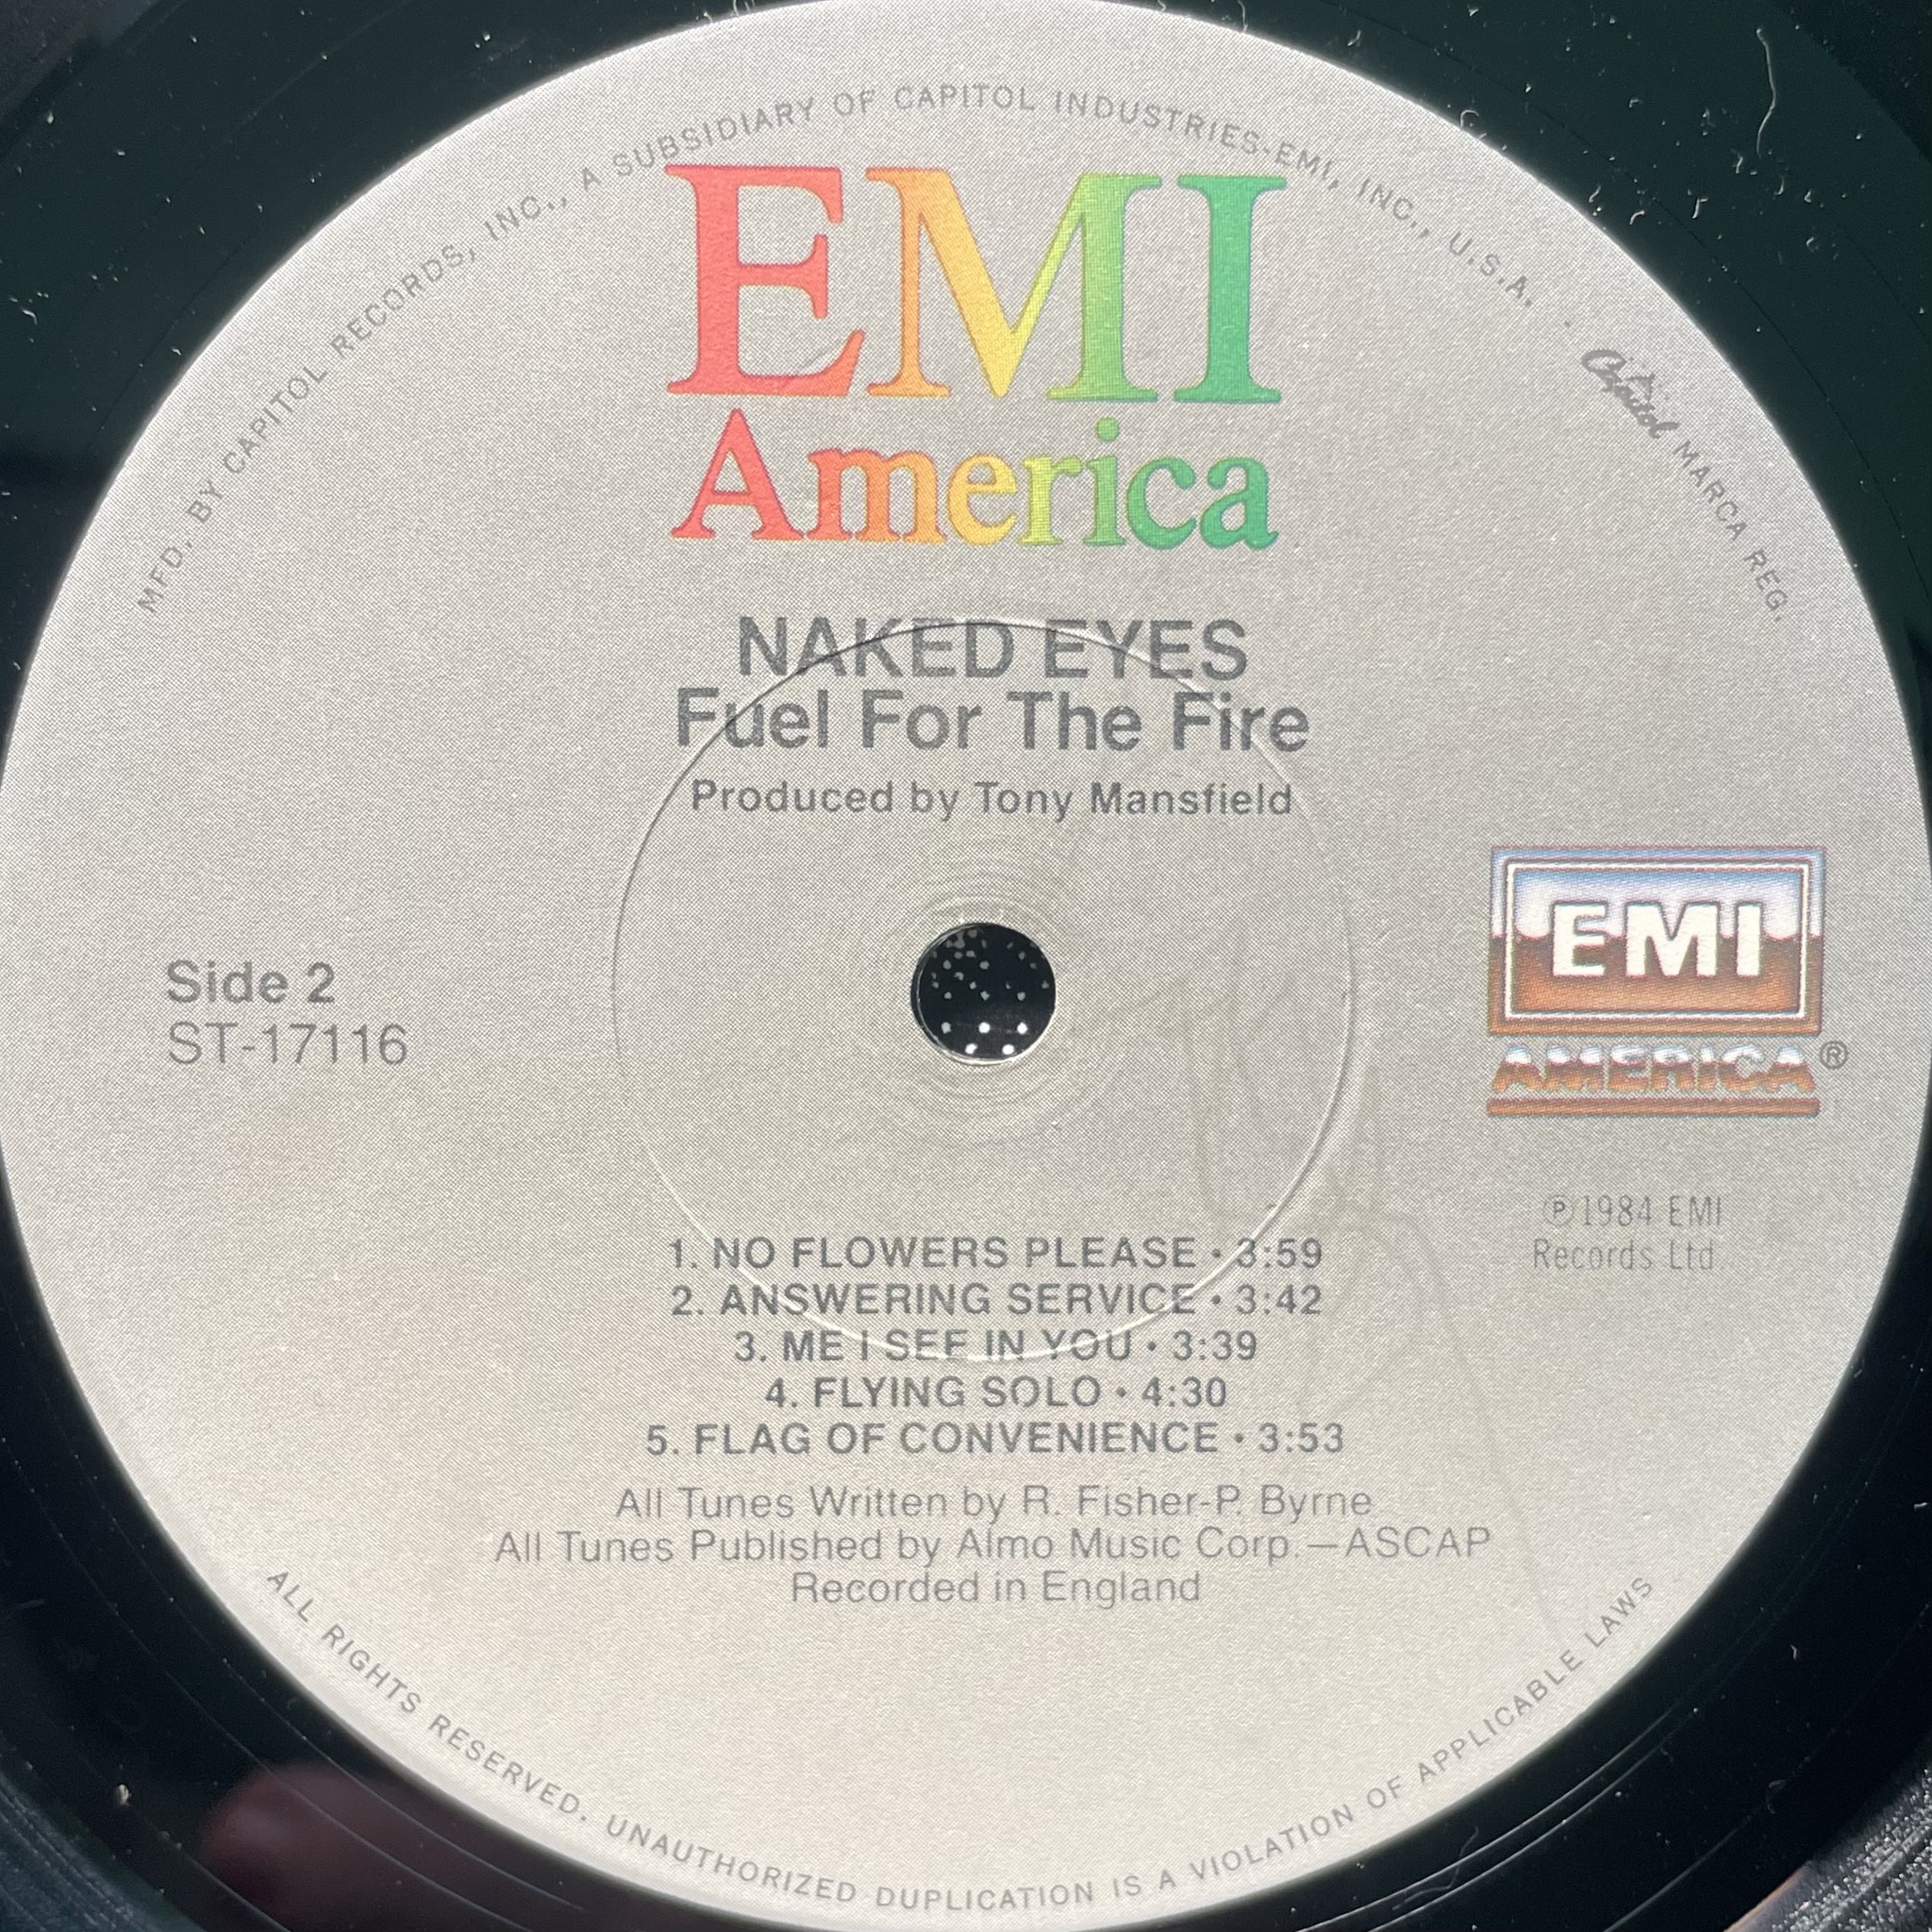 MFD. BY CAPITOL RECORDS, INC., A SUBSIDIARY OF CAPITOL INDUSTRIES-EMI, INC., U.S.A. · Capitol MARCA REG.
EMI
America
NAKED EYES
Fuel For The Fire
Produced by Tony Mansfield
Side 2
ST-17116
EMI
AMERICA®
℗1984 EMI
Records Ltd.
1. NO FLOWERS PLEASE • 3:59
2. ANSWERING SERVICE • 3:42
3. ME I SEE IN YOU • 3:39
4. FLYING SOLO • 4:30
5. FLAG OF CONVENIENCE • 3:53
All Tunes Written by R. Fisher-P. Byrne
All Tunes Published by Almo Music Corp.—ASCAP
Recorded in England
ALL RIGHTS RESERVED. UNAUTHORIZED DUPLICATION IS A VIOLATION OF APPLICABLE LAWS